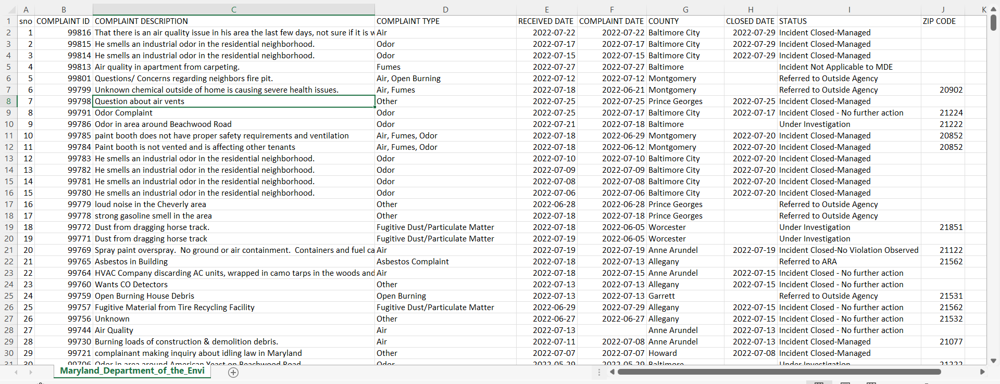 A B C D E F G H I J K
1 sno COMPLAINT ID COMPLAINT DESCRIPTION COMPLAINT TYPE RECEIVED DATE COMPLAINT DATE COUNTY CLOSED DATE STATUS ZIP CODE
2 1 99816 That there is an air quality issue in his area the last few days, not sure if it is w Air 2022-07-22 2022-07-22 Baltimore City 2022-07-29 Incident Closed-Managed
3 2 99815 He smells an industrial odor in the residential neighborhood. Odor 2022-07-17 2022-07-17 Baltimore City 2022-07-29 Incident Closed-Managed
4 3 99814 He smells an industrial odor in the residential neighborhood. Odor 2022-07-15 2022-07-15 Baltimore City 2022-07-29 Incident Closed-Managed
5 4 99813 Air quality in apartment from carpeting. Fumes 2022-07-27 2022-07-27 Baltimore Incident Not Applicable to MDE
6 5 99801 Questions/ Concerns regarding neighbors fire pit. Air, Open Burning 2022-07-12 2022-07-12 Montgomery Referred to Outside Agency
7 6 99799 Unknown chemical outside of home is causing severe health issues. Air, Fumes 2022-07-18 2022-06-21 Montgomery Referred to Outside Agency 20902
8 7 99798 Question about air vents Other 2022-07-25 2022-07-25 Prince Georges 2022-07-25 Incident Closed-Managed
9 8 99791 Odor Complaint Odor 2022-07-25 2022-07-17 Baltimore City 2022-07-17 Incident Closed - No further action 21224
10 9 99786 Odor in area around Beachwood Road Odor 2022-07-21 2022-07-18 Baltimore Under Investigation 21222
11 10 99785 paint booth does not have proper safety requirements and ventilation Air, Fumes, Odor 2022-07-18 2022-06-29 Montgomery 2022-07-20 Incident Closed-Managed 20852
12 11 99784 Paint booth is not vented and is affecting other tenants Air, Fumes, Odor 2022-07-18 2022-06-12 Montgomery 2022-07-20 Incident Closed-Managed 20852
13 12 99783 He smells an industrial odor in the residential neighborhood. Odor 2022-07-10 2022-07-10 Baltimore City 2022-07-20 Incident Closed-Managed
14 13 99782 He smells an industrial odor in the residential neighborhood. Odor 2022-07-09 2022-07-09 Baltimore City 2022-07-20 Incident Closed-Managed
15 14 99781 He smells an industrial odor in the residential neighborhood. Odor 2022-07-08 2022-07-08 Baltimore City 2022-07-20 Incident Closed-Managed
16 15 99780 He smells an industrial odor in the residential neighborhood. Odor 2022-07-06 2022-07-06 Baltimore City 2022-07-20 Incident Closed-Managed
17 16 99779 loud noise in the Cheverly area Other 2022-06-28 2022-06-28 Prince Georges Referred to Outside Agency
18 17 99778 strong gasoline smell in the area Other 2022-07-18 2022-07-18 Prince Georges Referred to Outside Agency
19 18 99772 Dust from dragging horse track. Fugitive Dust/Particulate Matter 2022-07-18 2022-06-05 Worcester Under Investigation 21851
20 19 99771 Dust from dragging horse track Fugitive Dust/Particulate Matter 2022-07-19 2022-06-05 Worcester Under Investigation
21 20 99769 Spray paint overspray. No ground or air containment. Containers and fuel ca Air 2022-07-19 2022-07-19 Anne Arundel 2022-07-19 Incident Closed-No Violation Observed 21122
22 21 99765 Asbestos in Building Asbestos Complaint 2022-07-18 2022-07-13 Allegany Referred to ARA 21562
23 22 99764 HVAC Company discarding AC units, wrapped in camo tarps in the woods and Air 2022-07-18 2022-07-15 Anne Arundel 2022-07-15 Incident Closed - No further action
24 23 99760 Wants CO Detectors Other 2022-07-13 2022-07-13 Allegany 2022-07-15 Incident Closed - No further action
25 24 99759 Open Burning House Debris Open Burning 2022-07-13 2022-07-13 Garrett Referred to Outside Agency 21531
26 25 99757 Fugitive Material from Tire Recycling Facility Fugitive Dust/Particulate Matter 2022-06-29 2022-07-29 Allegany 2022-07-15 Incident Closed - No further action 21562
27 26 99756 Unknown Other 2022-06-27 2022-06-27 Allegany 2022-07-15 Incident Closed - No further action 21532
28 27 99744 Air Quality Air 2022-07-13 Anne Arundel 2022-07-13 Incident Closed - No further action
29 28 99730 Burning loads of construction & demolition debris. Air 2022-07-11 2022-07-08 Anne Arundel 2022-07-13 Incident Closed-Managed 21077
30 29 99721 complainant making inquiry about idling law in Maryland Other 2022-07-07 2022-07-07 Howard 2022-07-08 Incident Closed-Managed
31 30 99706 Odor in area around American Yeast on Beachwood Road Odor 2022-05-29 2022-05-29 Baltimore Under Investigation 21222
Maryland_Department_of_the_Envi